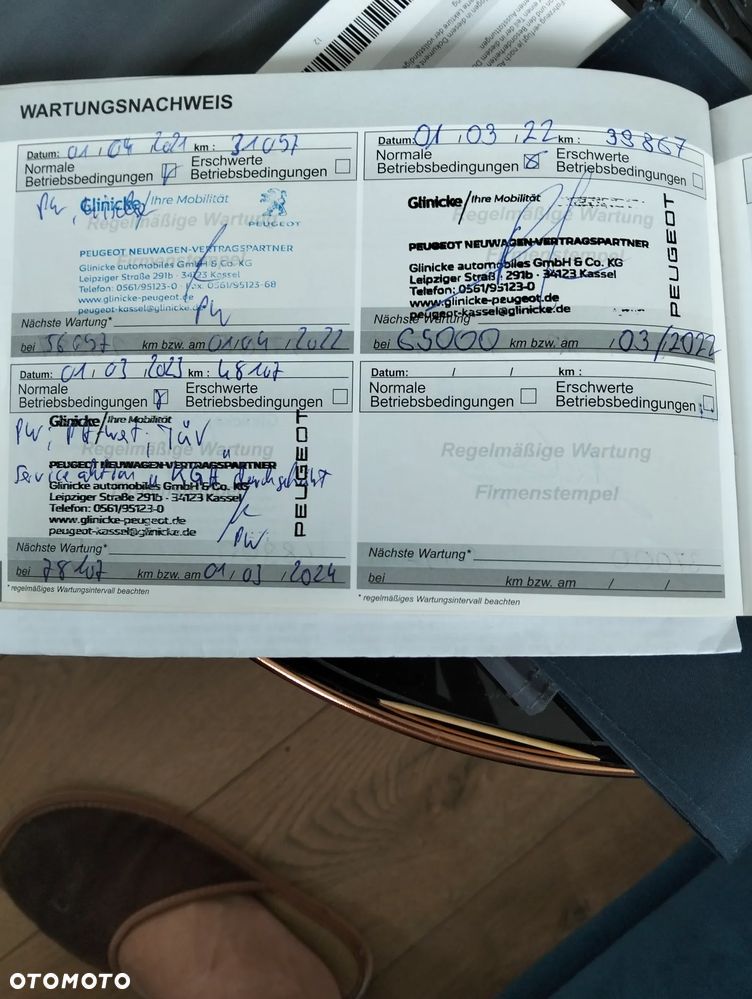 WARTUNGSNACHWEIS
Datum: 01 / 04 / 2021 km: 31057
Normale
Betriebsbedingungen
Erschwerte
Betriebsbedingungen
Glinicke / Ihre Mobilität
Regelmäßige Wartung
PEUGEOT
PEUGEOT NEUWAGEN-VERTRAGSPARTNER
Firmenstempel
Glinicke automobiles GmbH & Co. KG
Leipziger Straße 291b · 34123 Kassel
Telefon: 0561/95123-0 · Fax: 0561/95123-68
www.glinicke-peugeot.de
peugeot-kassel@glinicke.de
PW
Nächste Wartung*
bei 56057 km bzw. am 01/04 / 2022
Datum: 01 / 03 / 22 km: 39867
Normale
Betriebsbedingungen
Erschwerte
Betriebsbedingungen
Glinicke / Ihre Mobilität
Regelmäßige Wartung
PEUGEOT
PEUGEOT NEUWAGEN-VERTRAGSPARTNER
Glinicke automobiles GmbH & Co. KG
Leipziger Straße 291b · 34123 Kassel
Telefon: 0561/95123-0
www.glinicke-peugeot.de
peugeot-kassel@glinicke.de
Nächste Wartung
bei 65000 km bzw. am / 03 / 2022
Datum: 01 / 03 / 2023 km: 48107
Normale
Betriebsbedingungen
Erschwerte
Betriebsbedingungen
Glinicke / Ihre Mobilität
PW, TÜV
Regelmäßige Wartung
PEUGEOT
PEUGEOT NEUWAGEN-VERTRAGSPARTNER
Serviceaktion durchgeführt
Glinicke automobiles GmbH & Co. KG
Leipziger Straße 291b · 34123 Kassel
Telefon: 0561/95123-0
www.glinicke-peugeot.de
peugeot-kassel@glinicke.de
PW
Nächste Wartung*
bei 78107 km bzw. am 01 / 03 / 2024
* regelmäßiges Wartungsintervall beachten
Datum: / / km:
Normale
Betriebsbedingungen
Erschwerte
Betriebsbedingungen
Regelmäßige Wartung
Firmenstempel
Nächste Wartung*
bei km bzw. am / /
* regelmäßiges Wartungsintervall beachten
OTOMOTO